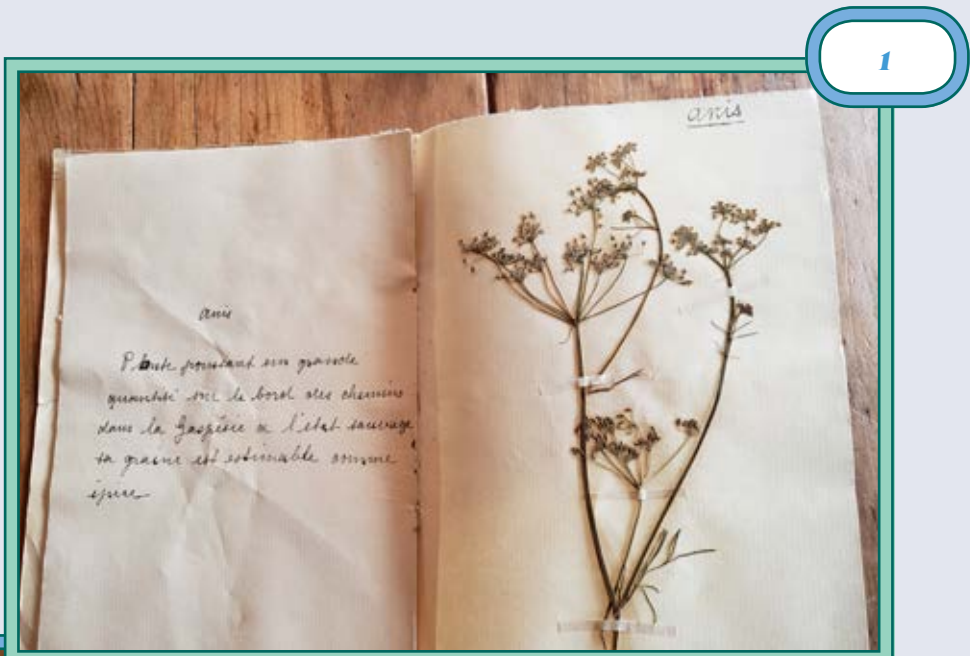 1
anis
anis
Plante poussant en grande
quantité sur le bord des chemins
dans la Gaspésie à l'état sauvage
sa graine est estimable comme
épice